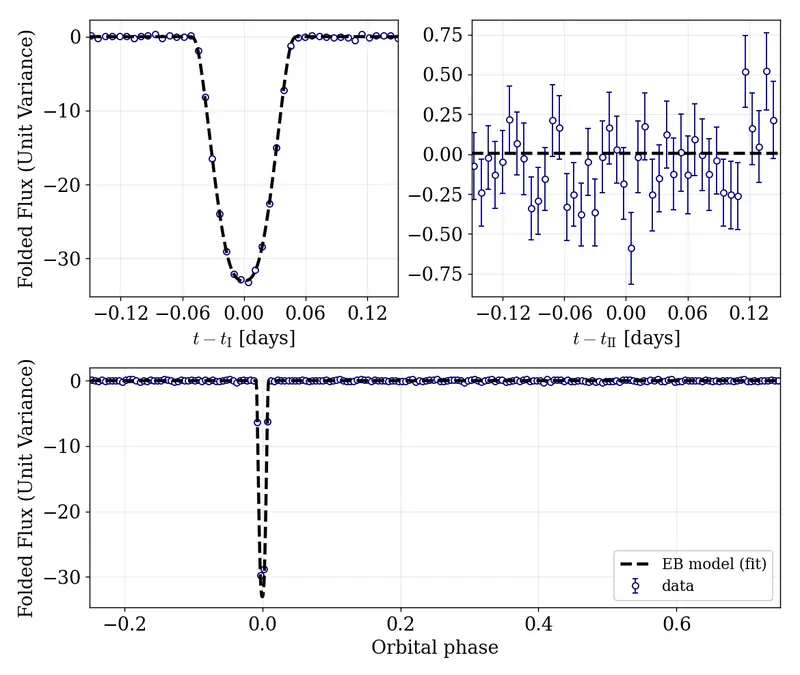 Folded Flux (Unit Variance)
0
−10
−20
−30
−0.12 −0.06 0.00 0.06 0.12
t − tI [days]
0.75
0.50
0.25
0.00
−0.25
−0.50
−0.75
−0.12 −0.06 0.00 0.06 0.12
t − tII [days]
Folded Flux (Unit Variance)
0
−10
−20
−30
EB model (fit)
data
−0.2 0.0 0.2 0.4 0.6
Orbital phase